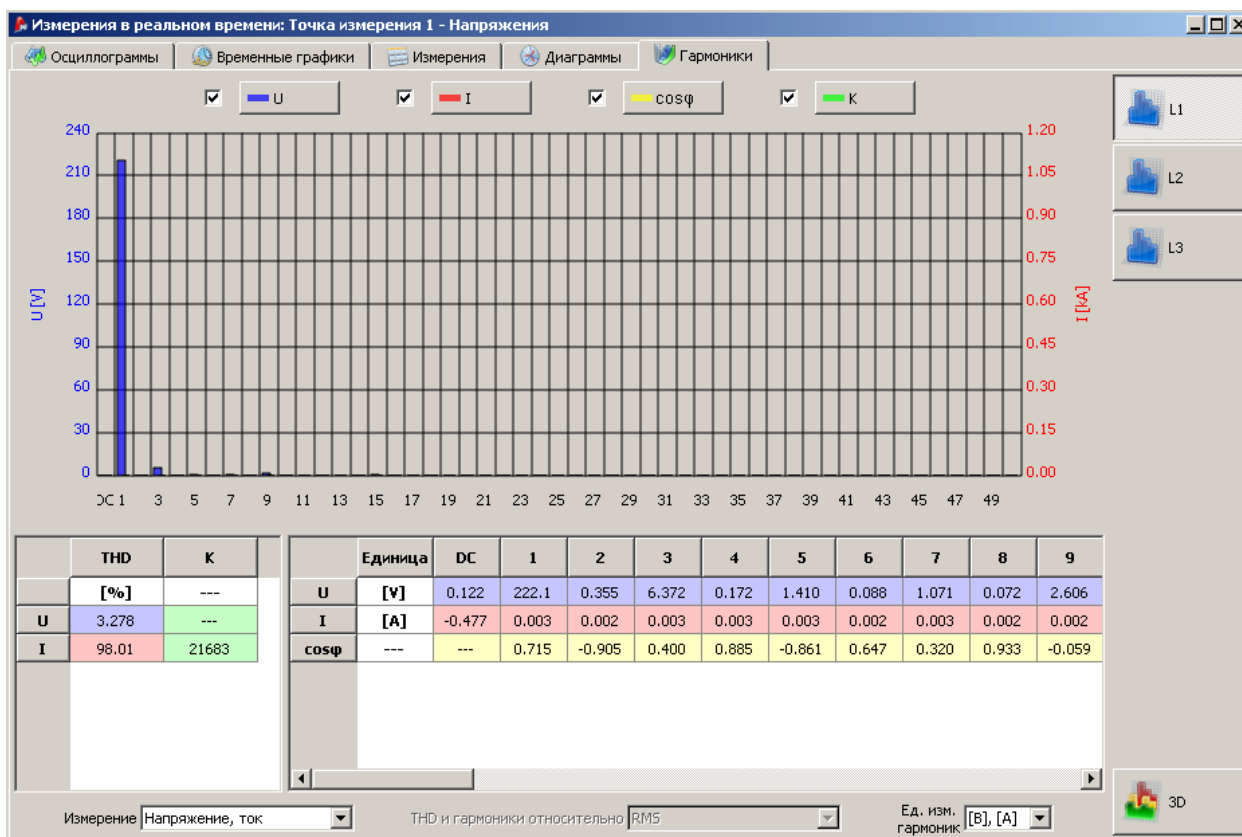 Измерения в реальном времени: Точка измерения 1 - Напряжения
Осциллограммы Временные графики Измерения Диаграммы Гармоники
U I cosφ K
L1
L2
L3
240 1.20
210 1.05
180 0.90
150 0.75
120 0.60
90 0.45
60 0.30
30 0.15
0 0.00
U [V]
I [kA]
DC 1 3 5 7 9 11 13 15 17 19 21 23 25 27 29 31 33 35 37 39 41 43 45 47 49
THD K
[%] ---
U 3.278 ---
I 98.01 21683
Единица DC 1 2 3 4 5 6 7 8 9
U [V] 0.122 222.1 0.355 6.372 0.172 1.410 0.088 1.071 0.072 2.606
I [A] -0.477 0.003 0.002 0.003 0.003 0.003 0.002 0.003 0.002 0.002
cosφ --- --- 0.715 -0.905 0.400 0.885 -0.861 0.647 0.320 0.933 -0.059
3D
Измерение Напряжение, ток THD и гармоники относительно RMS Ед. изм. гармоник [В], [А]